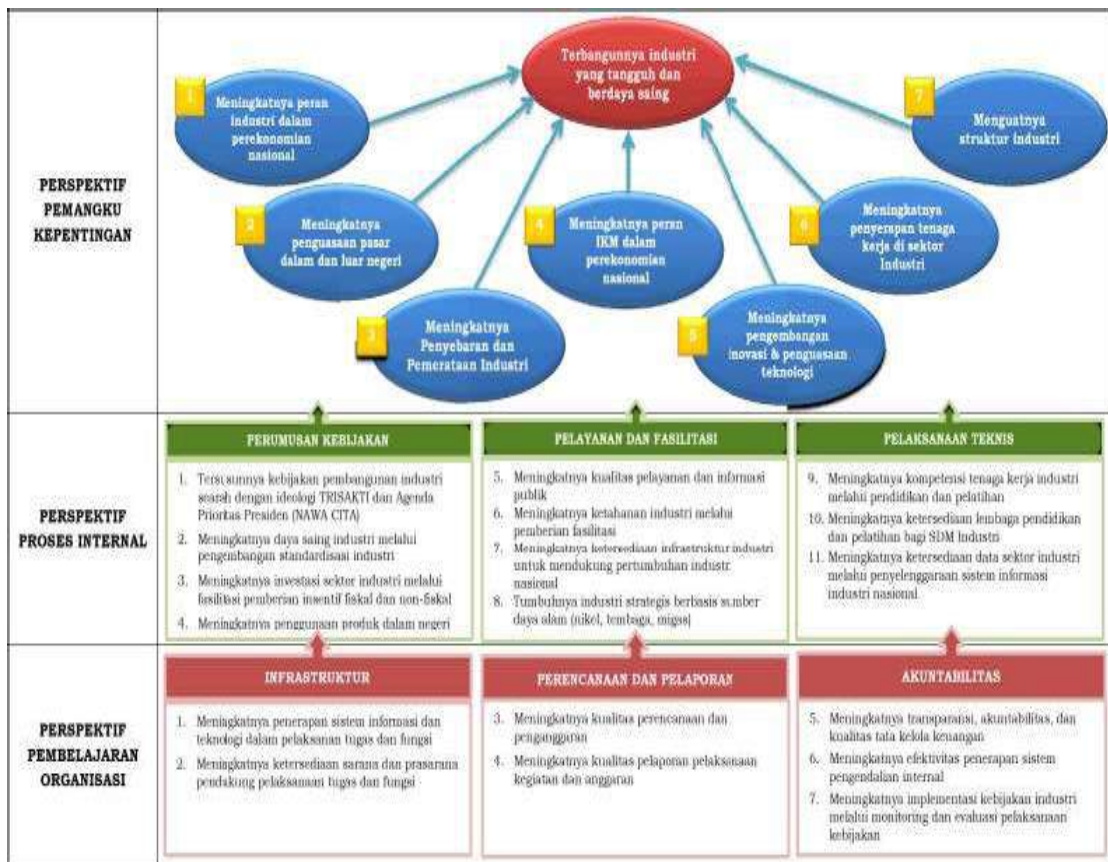 PERSPEKTIF
PEMANGKU
KEPENTINGAN
Terbangunnya industri
yang tangguh dan
berdaya saing
1
Meningkatnya peran
industri dalam
perekonomian
nasional
7
Menguatnya
struktur industri
2
Meningkatnya
penguasaan pasar
dalam dan luar negeri
4
Meningkatnya peran
IKM dalam
perekonomian
nasional
6
Meningkatnya
penyerapan tenaga
kerja di sektor
Industri
3
Meningkatnya
Penyebaran dan
Pemerataan Industri
5
Meningkatnya
pengembangan
inovasi & penguasaan
teknologi
PERSPEKTIF
PROSES INTERNAL
PERUMUSAN KEBIJAKAN
1. Tersusunnya kebijakan pembangunan industri
searah dengan ideologi TRISAKTI dan Agenda
Prioritas Presiden (NAWA CITA)
2. Meningkatnya daya saing industri melalui
pengembangan standardisasi industri
3. Meningkatnya investasi sektor industri melalui
fasilitasi pemberian insentif fiskal dan non-fiskal
4. Meningkatnya penggunaan produk dalam negeri
PELAYANAN DAN FASILITASI
5. Meningkatnya kualitas pelayanan dan informasi
publik
6. Meningkatnya ketahanan industri melalui
pemberian fasilitasi
7. Meningkatnya ketersediaan infrastruktur industri
untuk mendukung pertumbuhan industr
nasional
8. Tumbuhnya industri strategis berbasis sumber
daya alam (nikel, tembaga, migas)
PELAKSANAAN TEKNIS
9. Meningkatnya kompetensi tenaga kerja industri
melalui pendidikan dan pelatihan
10. Meningkatnya ketersediaan lembaga pendidikan
dan pelatihan bagi SDM Industri
11. Meningkatnya ketersediaan data sektor industri
melalui penyelenggaraan sistem informasi
industri nasional.
PERSPEKTIF
PEMBELAJARAN
ORGANISASI
INFRASTRUKTUR
1. Meningkatnya penerapan sistem informasi dan
teknologi dalam pelaksanan tugas dan fungsi
2. Meningkatnya ketersediaan sarana dan prasarana
pendukung pelaksanaan tugas dan fungsi
PERENCANAAN DAN PELAPORAN
3. Meningkatnya kualitas perencanaan dan
penganggaran
4. Meningkatnya kualitas pelaporan pelaksanaan
kegiatan dan anggaran
AKUNTABILITAS
5. Meningkatnya transparansi, akuntabilitas, dan
kualitas tata kelola keuangan
6. Meningkatnya efektivitas penerapan sistem
pengendalian internal
7. Meningkatnya implementasi kebijakan industri
melalui monitoring dan evaluasi pelaksanaan
kebijakan